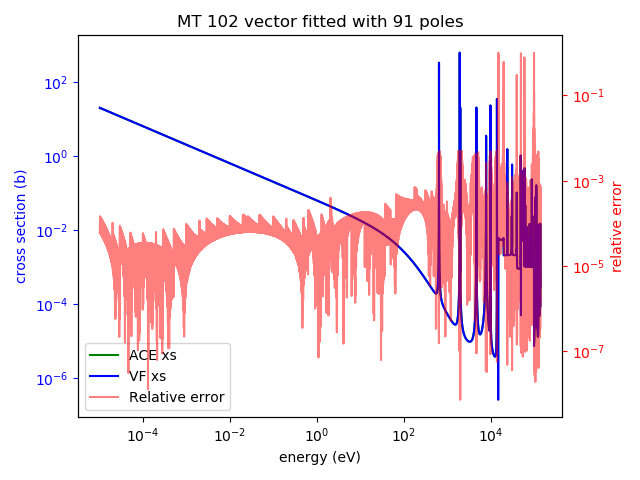 MT 102 vector fitted with 91 poles
cross section (b)
10^2
10^0
10^-2
10^-4
10^-6
10^-1
10^-3
10^-5
10^-7
relative error
ACE xs
VF xs
Relative error
10^-4
10^-2
10^0
10^2
10^4
energy (eV)